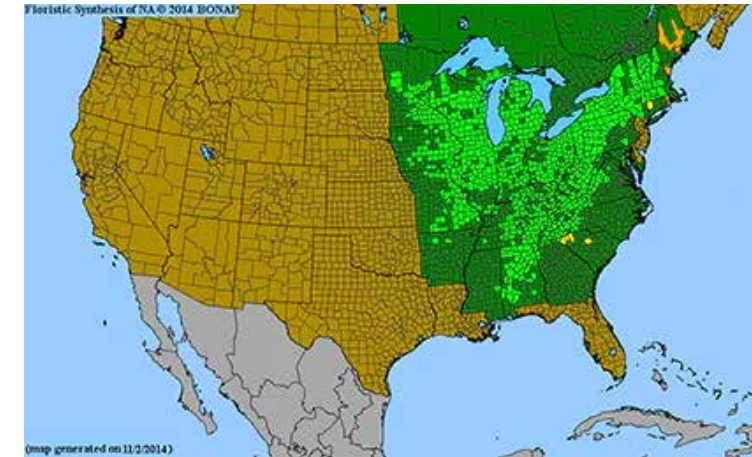 Floristic Synthesis of NA © 2014 BONAP
(map generated on 11/2/2014)